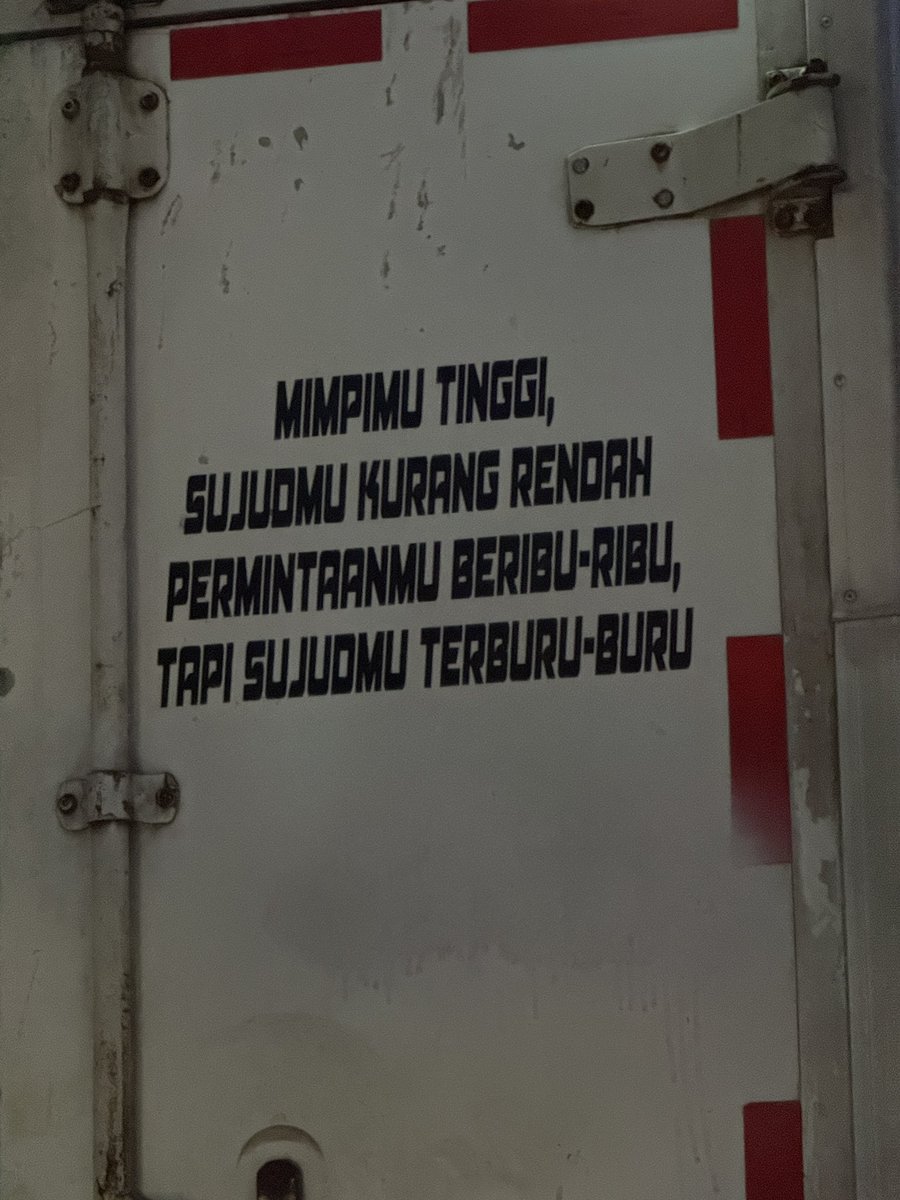 MIMPIMU TINGGI,
SUJUDMU KURANG RENDAH
PERMINTAANMU BERIBU-RIBU,
TAPI SUJUDMU TERBURU-BURU